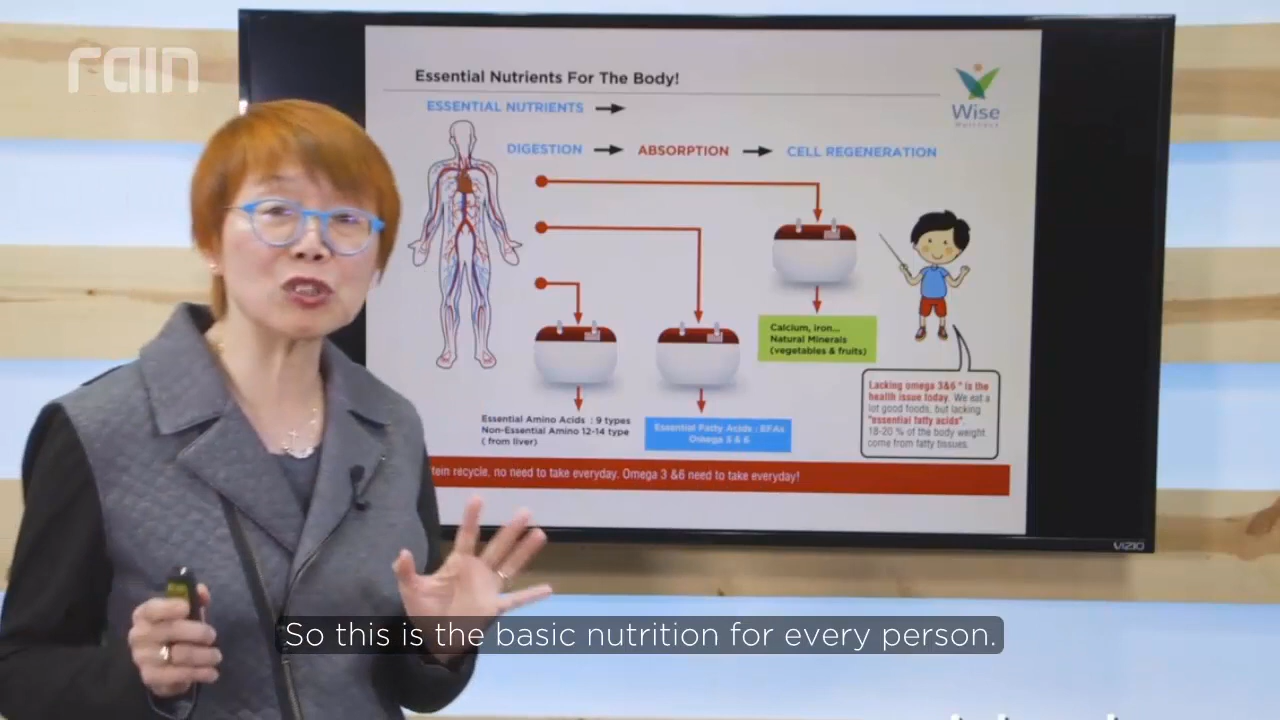 rain
Essential Nutrients For The Body!
Wise
ESSENTIAL NUTRIENTS
DIGESTION
ABSORPTION
CELL REGENERATION
Calcium, iron...
Natural Minerals
(vegetables & fruits)
Lacking omega 3&6 " is the
health issue today. We eat a
lot good foods, but lacking
"essential fatty acids".
18-20 % of the body weight
come from fatty tissues.
Essential Amino Acids : 9 types
Non-Essential Amino 12-14 type
( from liver)
Essential Fatty Acids : EFAs
Omega 3 & 6
tein recycle, no need to take everyday. Omega 3 &6 need to take everyday!
VIZIO
So this is the basic nutrition for every person.